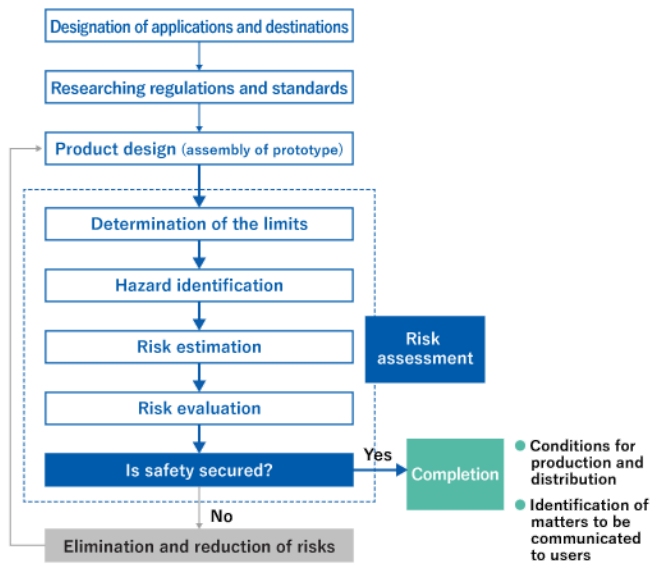 Designation of applications and destinations
Researching regulations and standards
Product design (assembly of prototype)
Determination of the limits
Hazard identification
Risk estimation
Risk
assessment
Risk evaluation
Is safety secured?
Yes
Completion
● Conditions for
production and
distribution
● Identification of
matters to be
communicated
to users
No
Elimination and reduction of risks